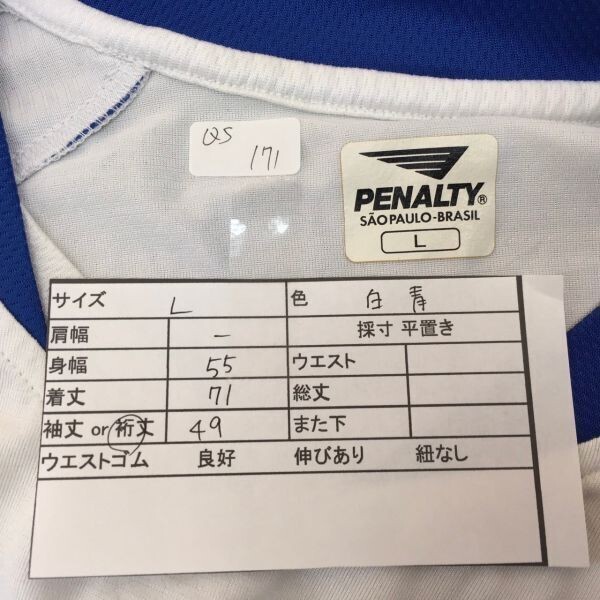 QS
171
PENALTY®
SÃO PAULO-BRASIL
L
サイズ L 色 白 青
肩幅 - 採寸 平置き
身幅 55 ウエスト
着丈 71 総丈
袖丈 or 裄丈 49 また下
ウエストゴム 良好 伸びあり 紐なし